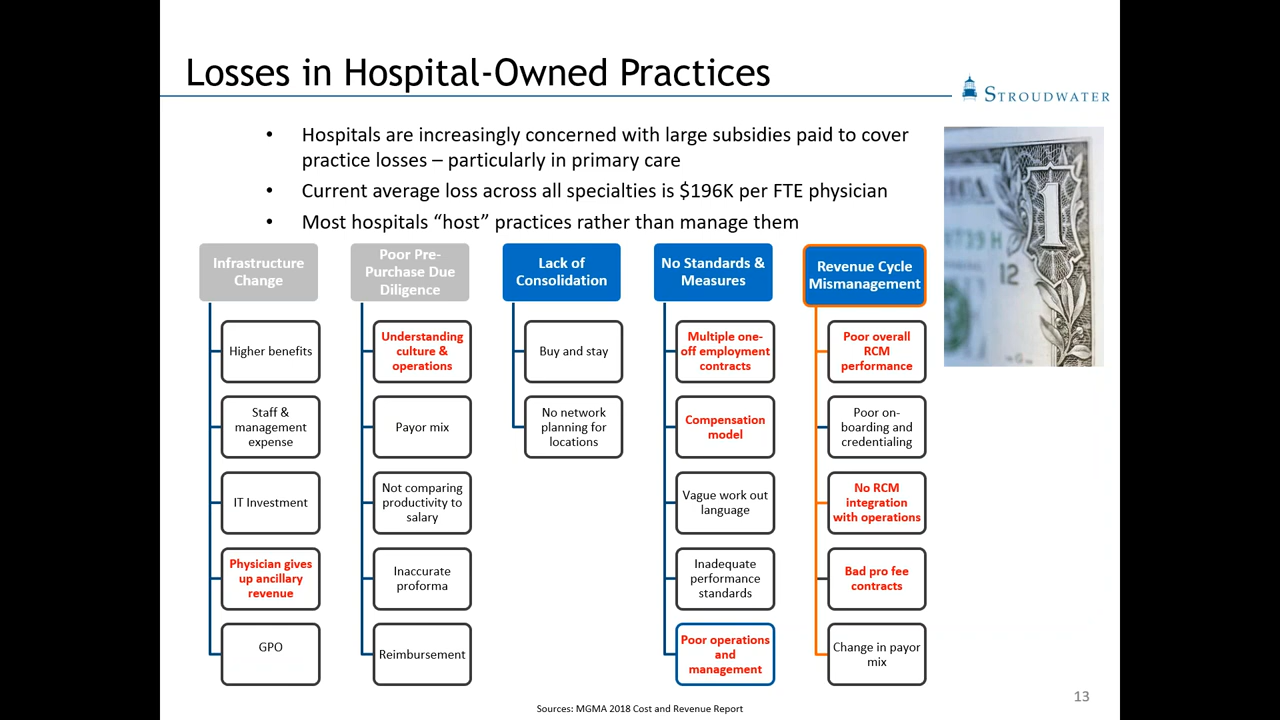 Losses in Hospital-Owned Practices
STROUDWATER
• Hospitals are increasingly concerned with large subsidies paid to cover
practice losses – particularly in primary care
• Current average loss across all specialties is $196K per FTE physician
• Most hospitals “host” practices rather than manage them
Infrastructure
Change
Higher benefits
Staff &
management
expense
IT Investment
Physician gives
up ancillary
revenue
GPO
Poor Pre-
Purchase Due
Diligence
Understanding
culture &
operations
Payor mix
Not comparing
productivity to
salary
Inaccurate
proforma
Reimbursement
Lack of
Consolidation
Buy and stay
No network
planning for
locations
No Standards &
Measures
Multiple one-
off employment
contracts
Compensation
model
Vague work out
language
Inadequate
performance
standards
Poor operations
and
management
Revenue Cycle
Mismanagement
Poor overall
RCM
performance
Poor on-
boarding and
credentialing
No RCM
integration
with operations
Bad pro fee
contracts
Change in payor
mix
1
12
Sources: MGMA 2018 Cost and Revenue Report
13